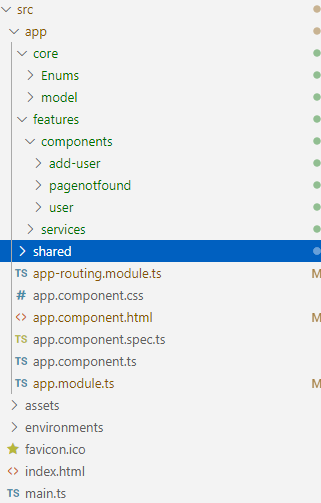 src
app
core
Enums
model
features
components
add-user
pagenotfound
user
services
shared
TS app-routing.module.ts M
# app.component.css
<> app.component.html M
TS app.component.spec.ts
TS app.component.ts
TS app.module.ts M
assets
environments
favicon.ico
<> index.html
TS main.ts